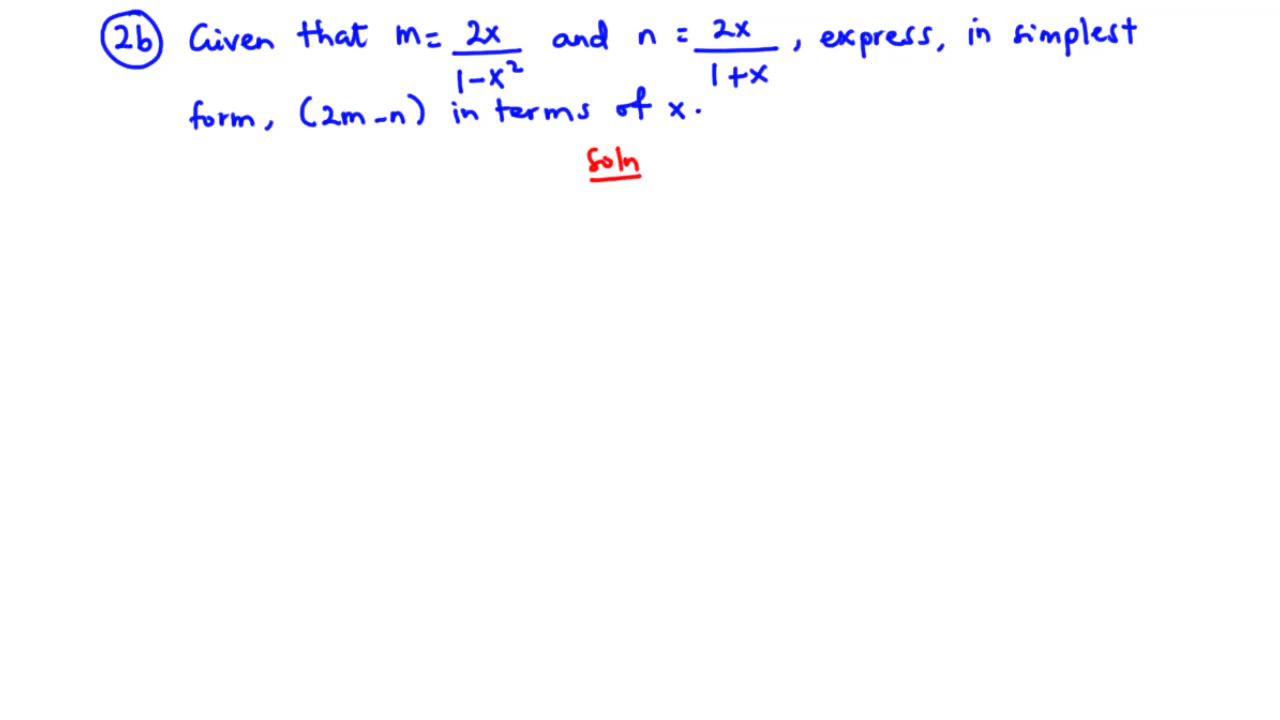 2b Given that m = 2x/1-x² and n = 2x/1+x, express, in simplest
form, (2m-n) in terms of x.
Soln